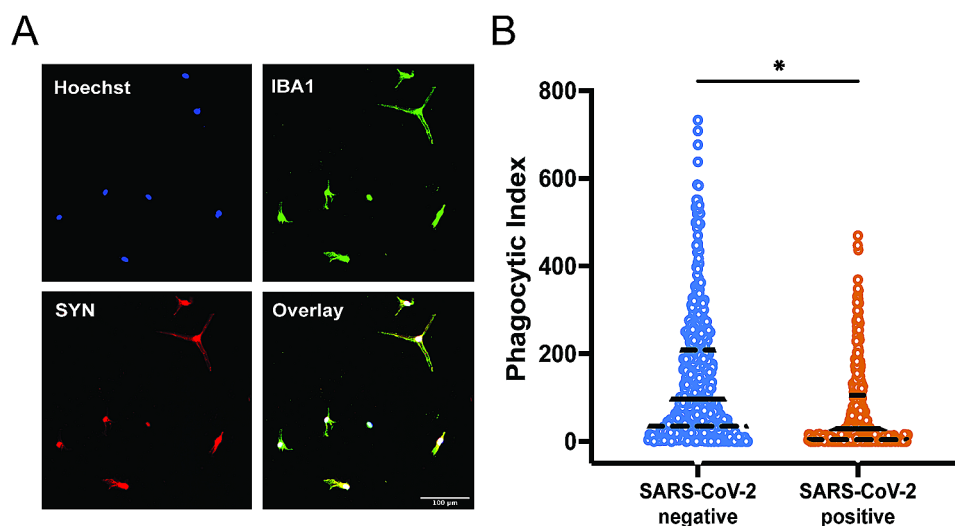 A
Hoechst
IBA1
SYN
Overlay
100 μm
B
*
Phagocytic Index
800
600
400
200
0
SARS-CoV-2
negative
SARS-CoV-2
positive